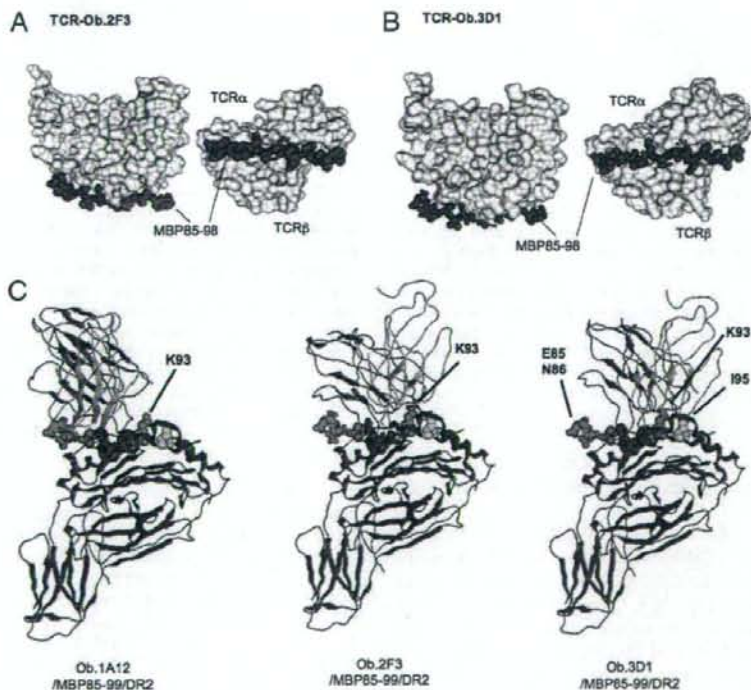 A TCR-Ob.2F3
B TCR-Ob.3D1
TCRα
TCRα
MBP85-98
TCRβ
MBP85-98
TCRβ
C
K93
K93
E85
N86
K93
I95
Ob.1A12
/MBP85-99/DR2
Ob.2F3
/MBP85-99/DR2
Ob.3D1
/MBP85-99/DR2